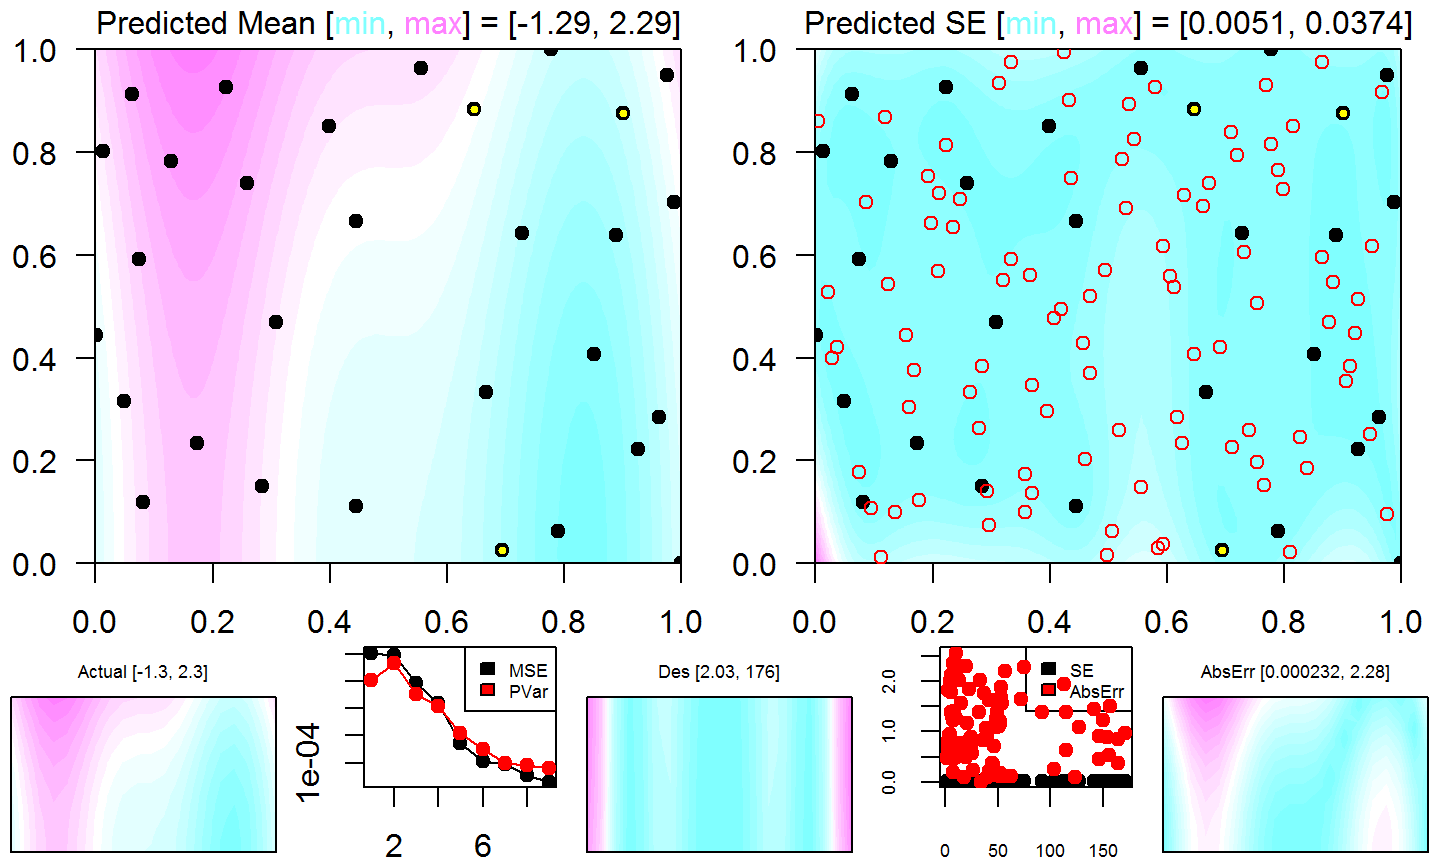 Predicted Mean [min, max] = [-1.29, 2.29]
1.0
0.8
0.6
0.4
0.2
0.0
0.0 0.2 0.4 0.6 0.8 1.0
Predicted SE [min, max] = [0.0051, 0.0374]
1.0
0.8
0.6
0.4
0.2
0.0
0.0 0.2 0.4 0.6 0.8 1.0
Actual [-1.3, 2.3]
MSE
PVar
1e-04
2 6
Des [2.03, 176]
SE
AbsErr
2.0
1.0
0.0
0 50 100 150
AbsErr [0.000232, 2.28]